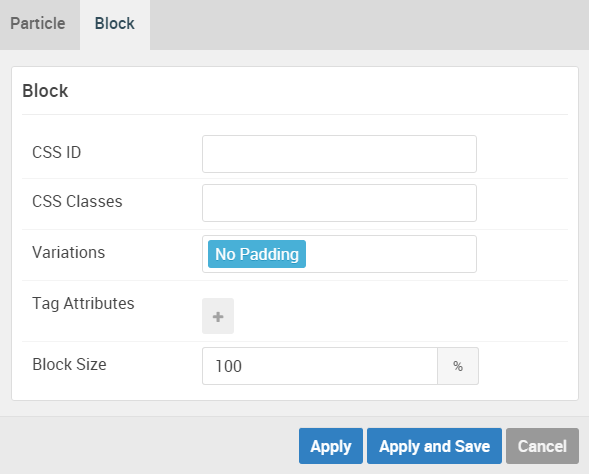 Particle Block
Block
CSS ID
CSS Classes
Variations No Padding
Tag Attributes +
Block Size 100 %
Apply Apply and Save Cancel